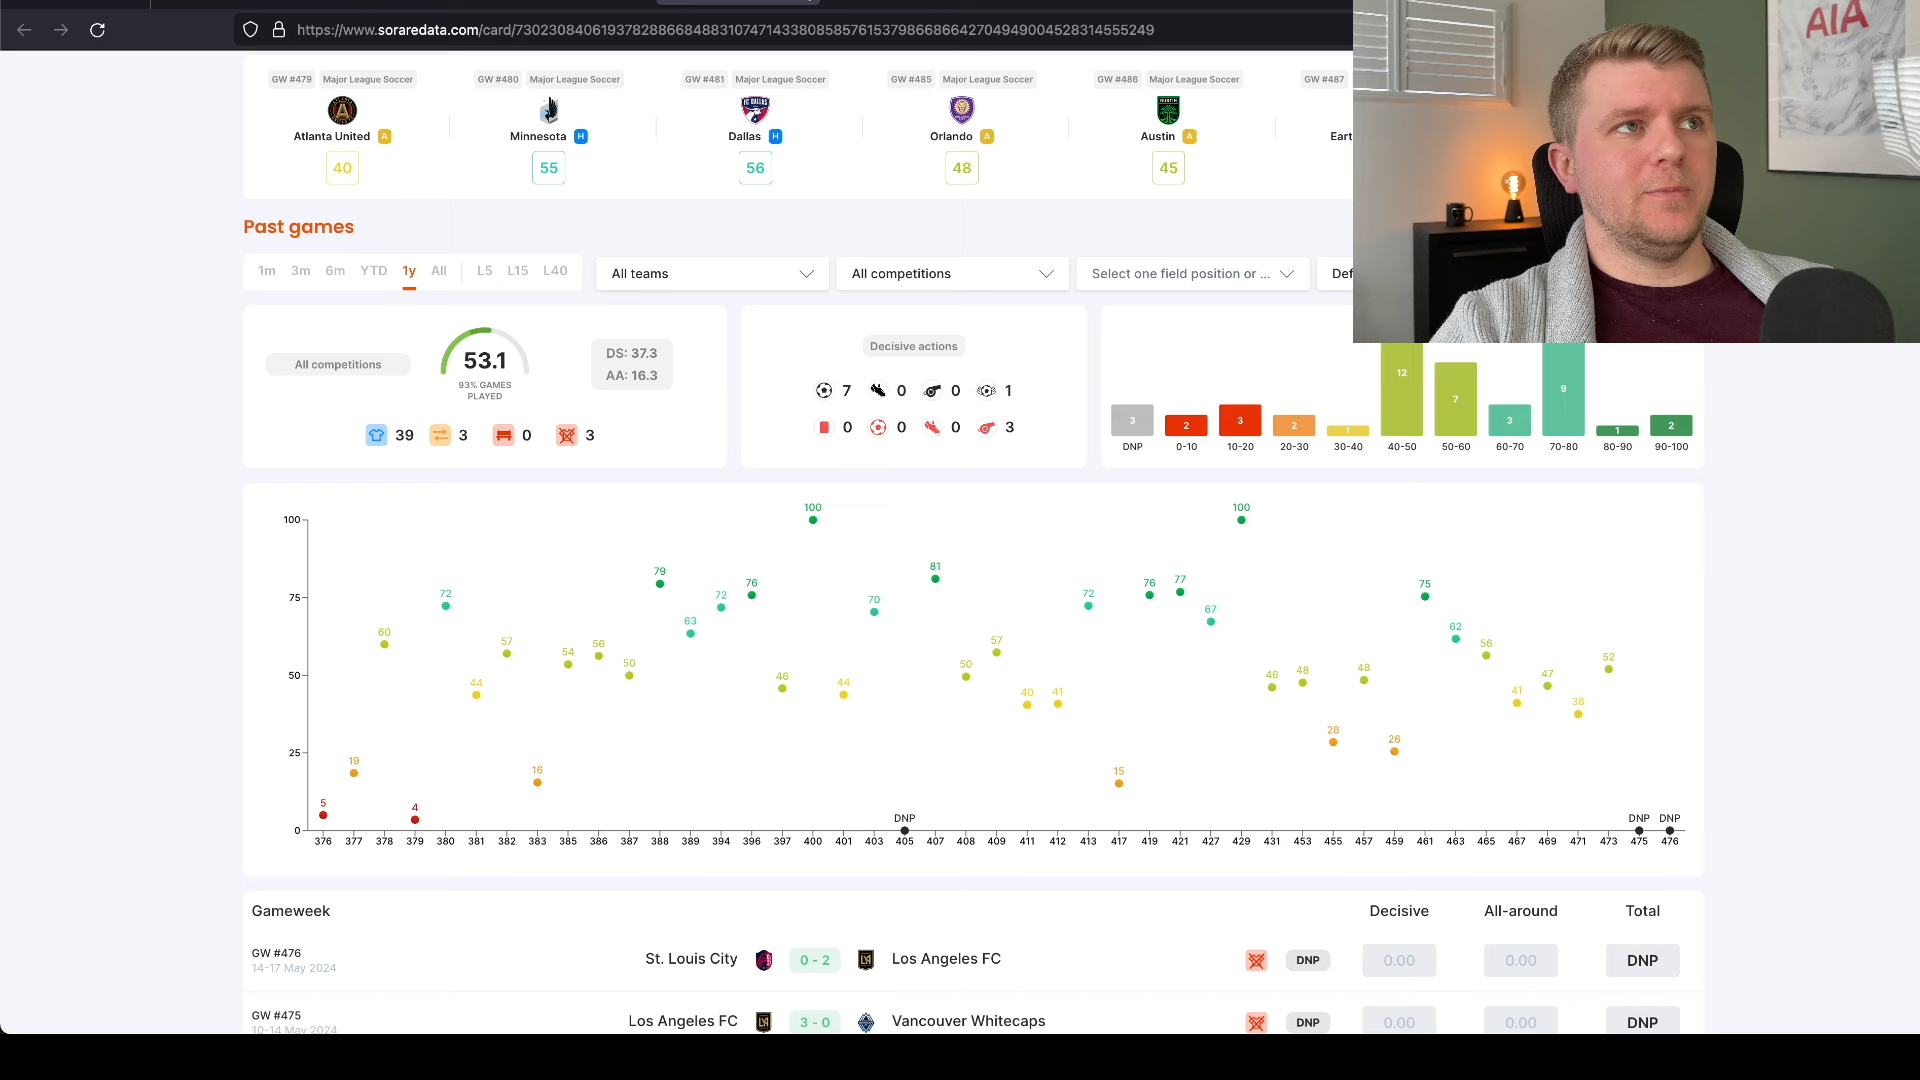 https://www.soraredata.com/card/73023084061937828866848831074714338085857615379866866427049490045283145​55249
GW #479 Major League Soccer GW #480 Major League Soccer GW #481 Major League Soccer GW #485 Major League Soccer GW #486 Major League Soccer GW #487
Atlanta United A Minnesota H Dallas H Orlando A Austin A Eart
40 55 56 48 45
AIA
Past games
1m 3m 6m YTD 1y All L5 L15 L40 All teams All competitions Select one field position or ... Def
All competitions
53.1
93% GAMES
PLAYED
DS: 37.3
AA: 16.3
39 3 0 3
Decisive actions
7 0 0 1
0 0 0 3
3 2 3 2 1 12 7 3 9 1 2
DNP 0-10 10-20 20-30 30-40 40-50 50-60 60-70 70-80 80-90 90-100
100
75
50
25
0
5 19 60 4 72 44 57 16 54 56 50 79 63 72 76 46 100 44 70 DNP 81 50 57 40 41 72 15 76 77 67 100 46 48 28 48 26 75 62 56 41 47 38 52 DNP DNP
376 377 378 379 380 381 382 383 385 386 387 388 389 394 396 397 400 401 403 405 407 408 409 411 412 413 417 419 421 427 429 431 453 455 457 459 461 463 465 467 469 471 473 475 476
Gameweek Decisive All-around Total
GW #476
14-17 May 2024
St. Louis City 0 - 2 Los Angeles FC DNP 0.00 0.00 DNP
GW #475
10-14 May 2024
Los Angeles FC 3 - 0 Vancouver Whitecaps DNP 0.00 0.00 DNP